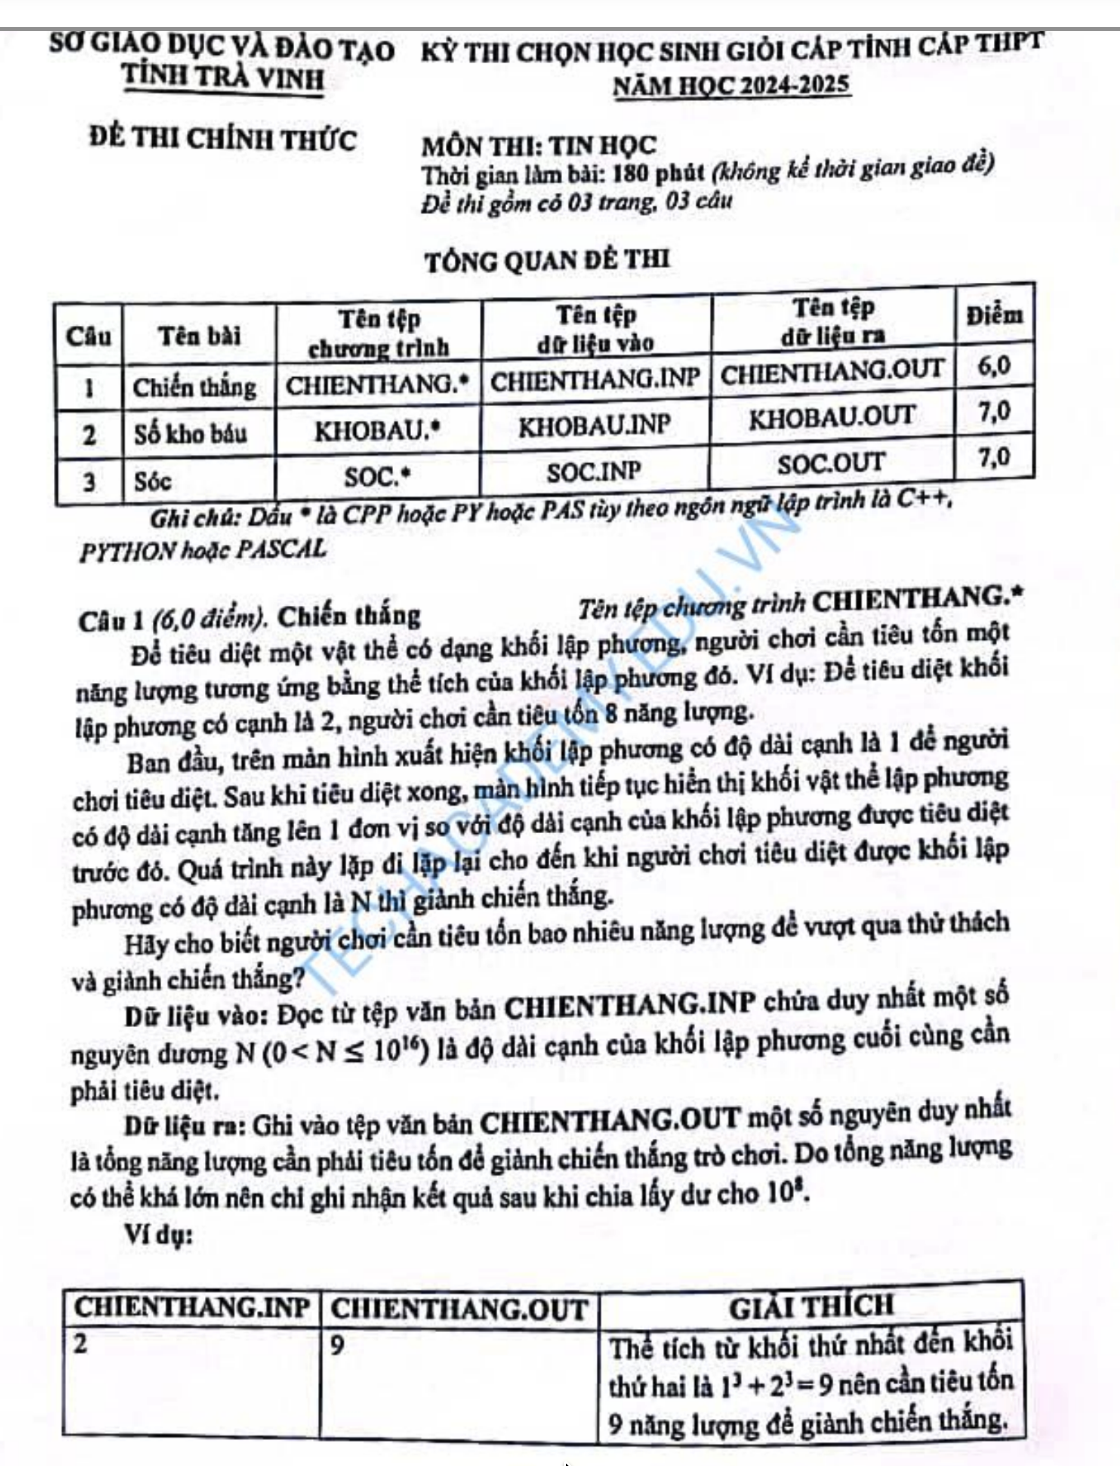 SỞ GIÁO DỤC VÀ ĐÀO TẠO
TỈNH TRÀ VINH
KỲ THI CHỌN HỌC SINH GIỎI CẤP TỈNH CẤP THPT
NĂM HỌC 2024-2025
ĐỀ THI CHÍNH THỨC
MÔN THI: TIN HỌC
Thời gian làm bài: 180 phút (không kể thời gian giao đề)
Đề thi gồm có 03 trang, 03 câu
TỔNG QUAN ĐỀ THI
Câu Tên bài Tên tệp chương trình Tên tệp dữ liệu vào Tên tệp dữ liệu ra Điểm
1 Chiến thắng CHIENTHANG.* CHIENTHANG.INP CHIENTHANG.OUT 6,0
2 Số kho báu KHOBAU.* KHOBAU.INP KHOBAU.OUT 7,0
3 Sóc SOC.* SOC.INP SOC.OUT 7,0
Ghi chú: Dấu * là CPP hoặc PY hoặc PAS tùy theo ngôn ngữ lập trình là C++,
PYTHON hoặc PASCAL
Câu 1 (6,0 điểm). Chiến thắng Tên tệp chương trình CHIENTHANG.*
Để tiêu diệt một vật thể có dạng khối lập phương, người chơi cần tiêu tốn một
năng lượng tương ứng bằng thể tích của khối lập phương đó. Ví dụ: Để tiêu diệt khối
lập phương có cạnh là 2, người chơi cần tiêu tốn 8 năng lượng.
Ban đầu, trên màn hình xuất hiện khối lập phương có độ dài cạnh là 1 để người
chơi tiêu diệt. Sau khi tiêu diệt xong, màn hình tiếp tục hiển thị khối vật thể lập phương
có độ dài cạnh tăng lên 1 đơn vị so với độ dài cạnh của khối lập phương được tiêu diệt
trước đó. Quá trình này lặp đi lặp lại cho đến khi người chơi tiêu diệt được khối lập
phương có độ dài cạnh là N thì giành chiến thắng.
Hãy cho biết người chơi cần tiêu tốn bao nhiêu năng lượng để vượt qua thử thách
và giành chiến thắng?
Dữ liệu vào: Đọc từ tệp văn bản CHIENTHANG.INP chứa duy nhất một số
nguyên dương N (0 < N ≤ 10¹⁶) là độ dài cạnh của khối lập phương cuối cùng cần
phải tiêu diệt.
Dữ liệu ra: Ghi vào tệp văn bản CHIENTHANG.OUT một số nguyên duy nhất
là tổng năng lượng cần phải tiêu tốn để giành chiến thắng trò chơi. Do tổng năng lượng
có thể khá lớn nên chỉ ghi nhận kết quả sau khi chia lấy dư cho 10⁸.
Ví dụ:
CHIENTHANG.INP CHIENTHANG.OUT GIẢI THÍCH
2 9 Thể tích từ khối thứ nhất đến khối
thứ hai là 1³ + 2³ = 9 nên cần tiêu tốn
9 năng lượng để giành chiến thắng.
TECHACADEMY.EDU.VN